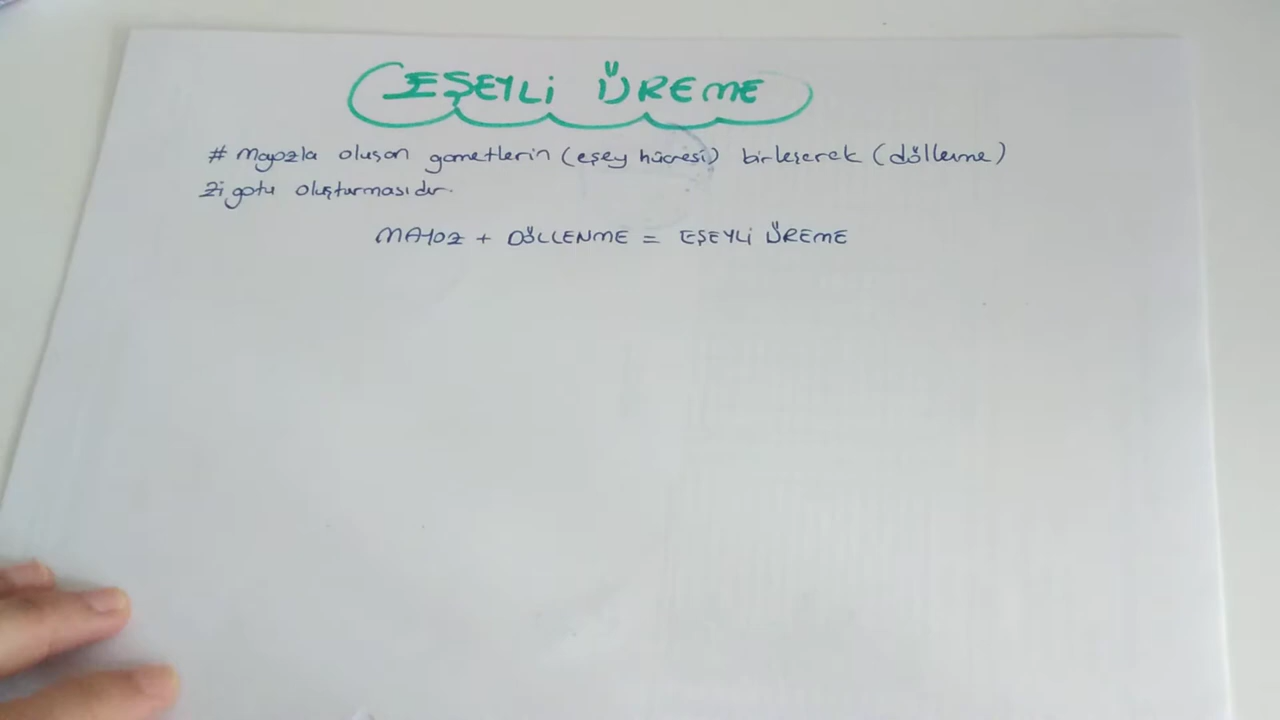 EŞEYLİ ÜREME
# Mayozla oluşan gametlerin (eşey hücresi) birleşerek (döllenme)
zigotu oluşturmasıdır.
MAYOZ + DÖLLENME = EŞEYLİ ÜREME